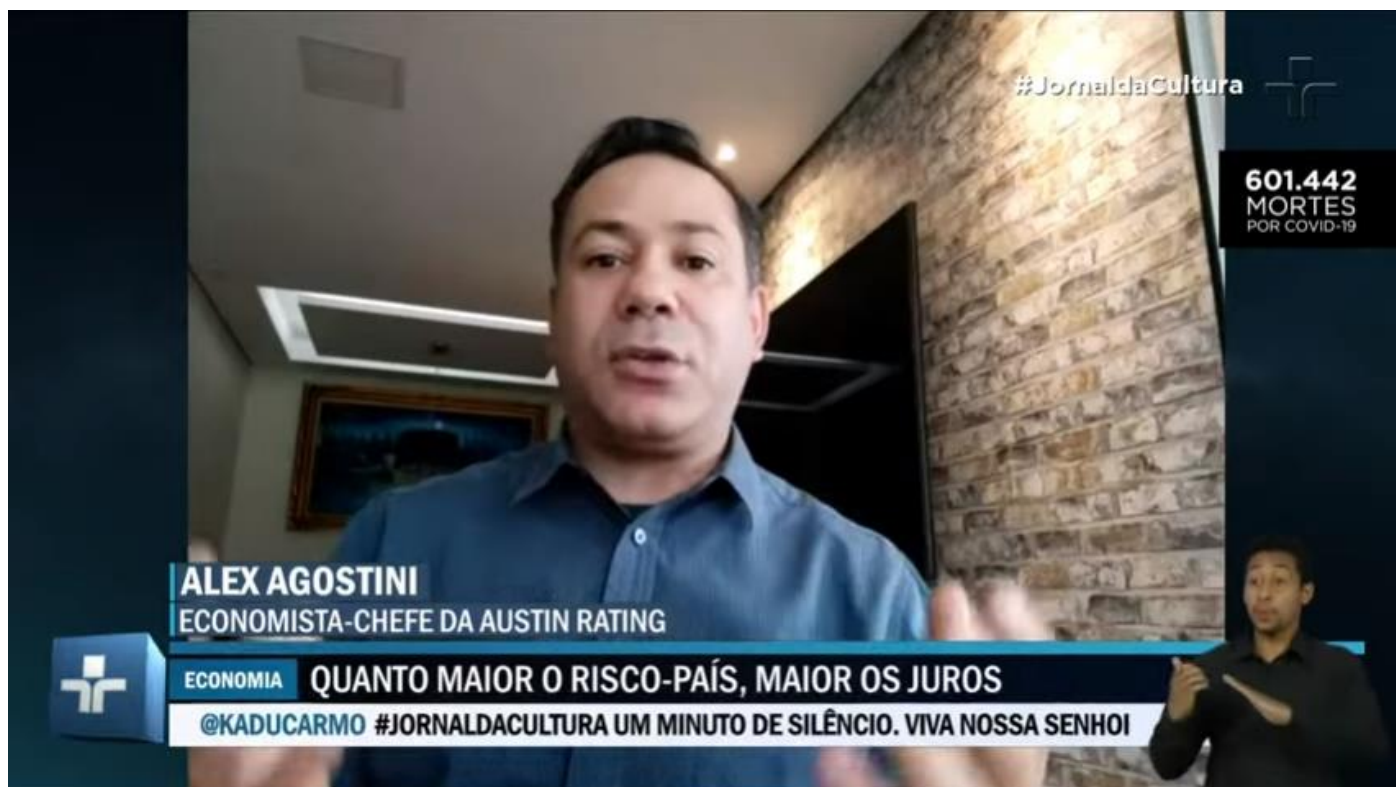 #JornaldaCultura
601.442
MORTES
POR COVID-19
ALEX AGOSTINI
ECONOMISTA-CHEFE DA AUSTIN RATING
ECONOMIA QUANTO MAIOR O RISCO-PAÍS, MAIOR OS JUROS
@KADUCARMO #JORNALDACULTURA UM MINUTO DE SILÊNCIO. VIVA NOSSA SENHOI